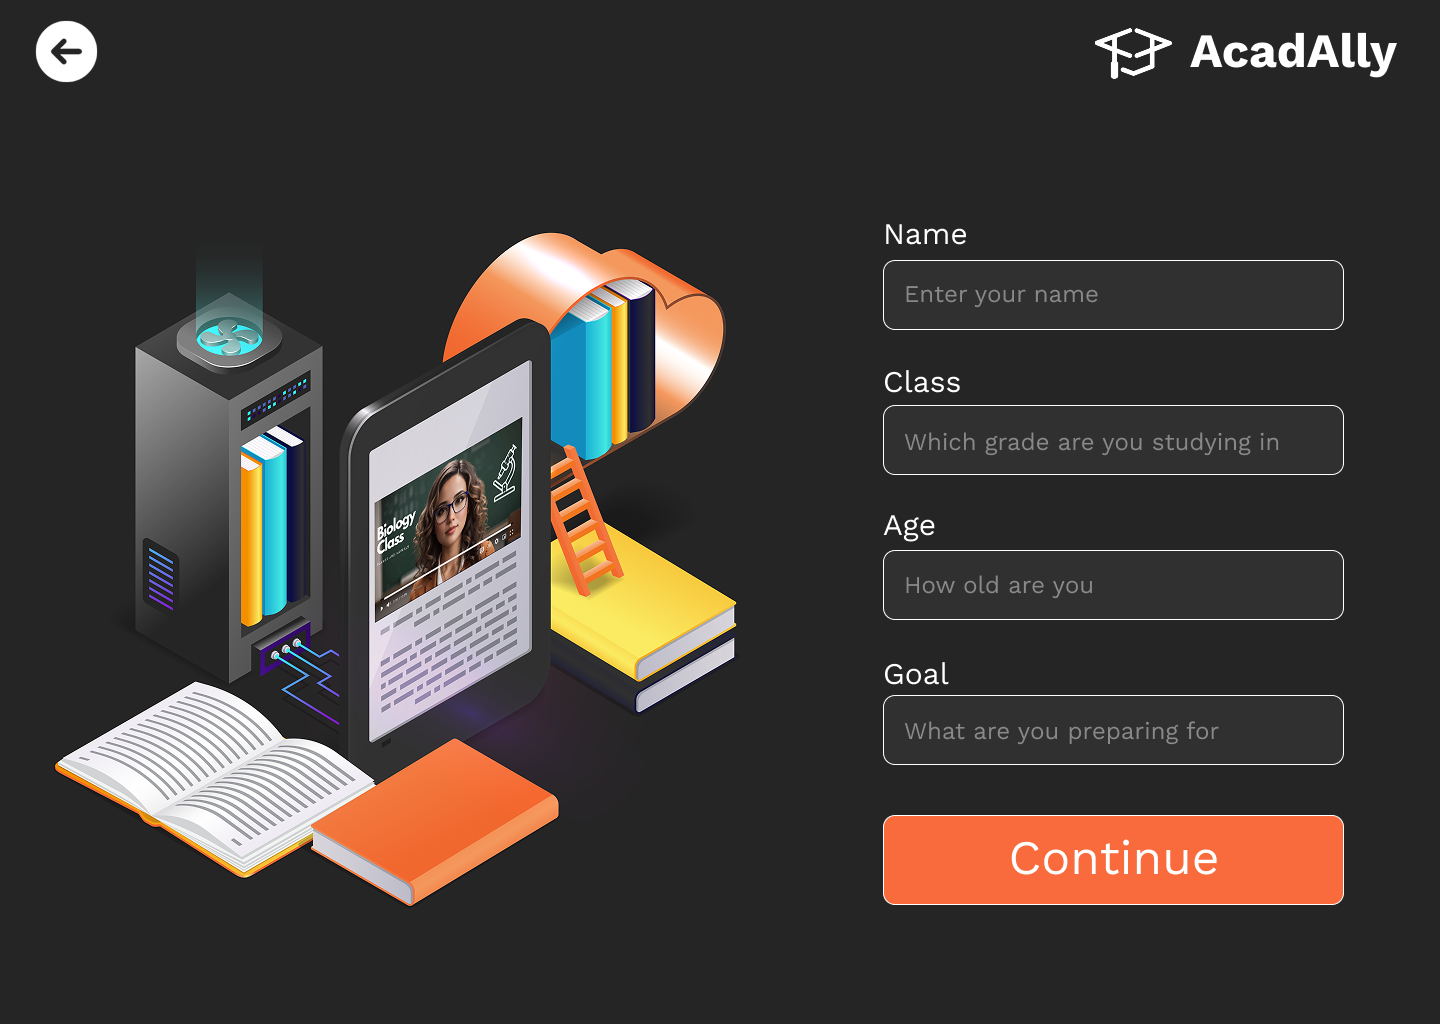 AcadAlly
Name
Enter your name
Class
Which grade are you studying in
Age
How old are you
Goal
What are you preparing for
Continue
Biology
Class